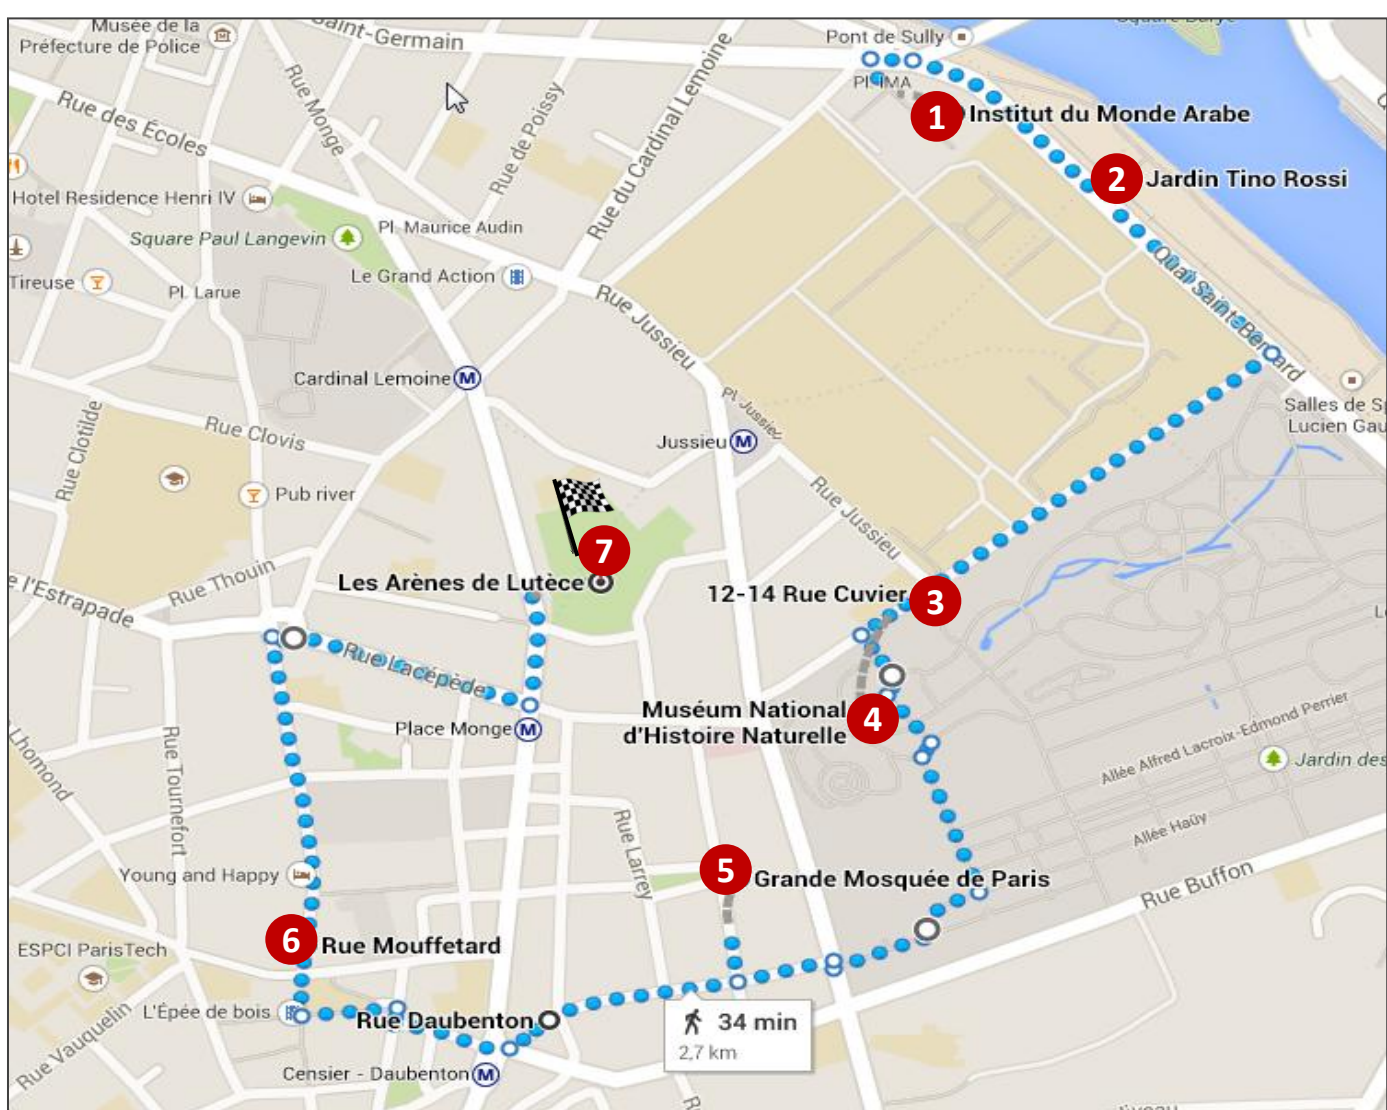 Musée de la
Préfecture de Police
Saint-Germain
Pont de Sully
Pl. IMA
1
Institut du Monde Arabe
2
Jardin Tino Rossi
Rue des Écoles
Rue Monge
Rue de Poissy
Rue du Cardinal Lemoine
Hotel Residence Henri IV
Square Paul Langevin
Pl. Maurice Audin
Le Grand Action
Tireuse
Pl. Larue
Rue Jussieu
Quai Saint-Bernard
Cardinal Lemoine
M
Pl. Jussieu
Jussieu
M
Salles de
Lucien
Rue Clotilde
Rue Clovis
Pub river
Rue Jussieu
7
Les Arènes de Lutèce
12-14 Rue Cuvier
3
Rue Thouin
l'Estrapade
Rue Lacépède
Muséum National
d'Histoire Naturelle
4
Place Monge
M
Lhomond
Rue Tournefort
Allée Alfred Lacroix-Edmond Perrier
Jardin des
Allée Haüy
Rue Larrey
5
Grande Mosquée de Paris
Rue Buffon
Young and Happy
6
Rue Mouffetard
ESPCI ParisTech
L'Épée de bois
Rue Daubenton
34 min
2,7 km
Rue Vauquelin
Censier - Daubenton
M